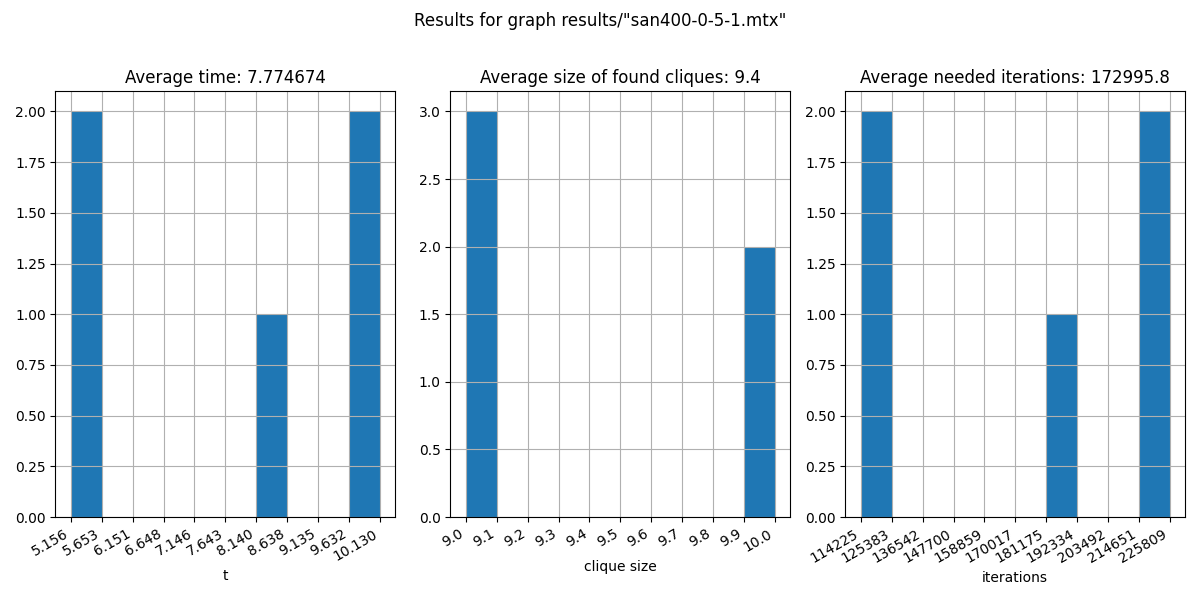 Results for graph results/"san400-0-5-1.mtx"
Average time: 7.774674
2.00
1.75
1.50
1.25
1.00
0.75
0.50
0.25
0.00
5.156 5.653 6.151 6.648 7.146 7.643 8.140 8.638 9.135 9.632 10.130
t
Average size of found cliques: 9.4
3.0
2.5
2.0
1.5
1.0
0.5
0.0
9.0 9.1 9.2 9.3 9.4 9.5 9.6 9.7 9.8 9.9 10.0
clique size
Average needed iterations: 172995.8
2.00
1.75
1.50
1.25
1.00
0.75
0.50
0.25
0.00
114225 125383 136542 147700 158859 170017 181175 192334 203492 214651 225809
iterations